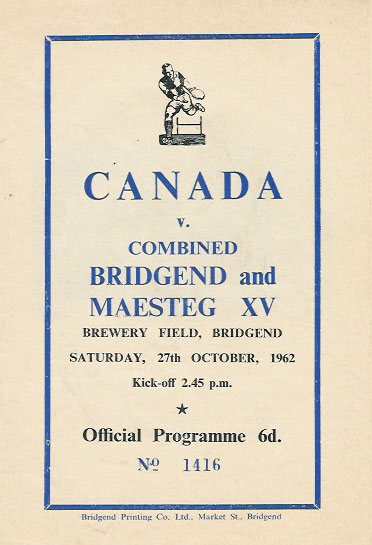 CANADA
v.
COMBINED
BRIDGEND and
MAESTEG XV
BREWERY FIELD, BRIDGEND
SATURDAY, 27th OCTOBER, 1962
Kick-off 2.45 p.m.
★
Official Programme 6d.
Nº 1416
Bridgend Printing Co. Ltd., Market St., Bridgend